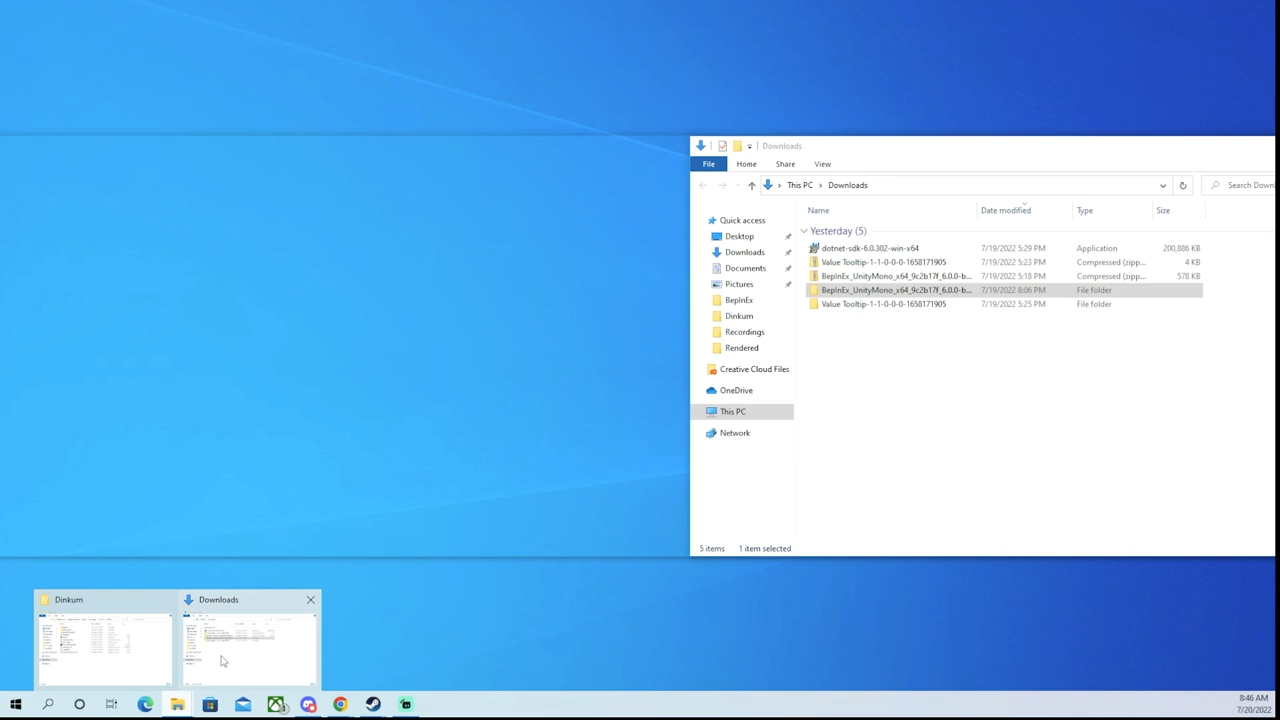 Downloads
File Home Share View
This PC Downloads
Search Down
Name Date modified Type Size
Yesterday (5)
dotnet-sdk-6.0.302-win-x64 7/19/2022 5:29 PM Application 200,886 KB
Value Tooltip-1-1-0-0-0-1658171905 7/19/2022 5:23 PM Compressed (zipp... 4 KB
BepInEx_UnityMono_x64_9c2b17f_6.0.0-b... 7/19/2022 5:18 PM Compressed (zipp... 578 KB
BepInEx_UnityMono_x64_9c2b17f_6.0.0-b... 7/19/2022 8:06 PM File folder
Value Tooltip-1-1-0-0-0-1658171905 7/19/2022 5:25 PM File folder
Quick access
Desktop
Downloads
Documents
Pictures
BepInEx
Dinkum
Recordings
Rendered
Creative Cloud Files
OneDrive
This PC
Network
5 items 1 item selected
Dinkum Downloads
8:46 AM
7/20/2022